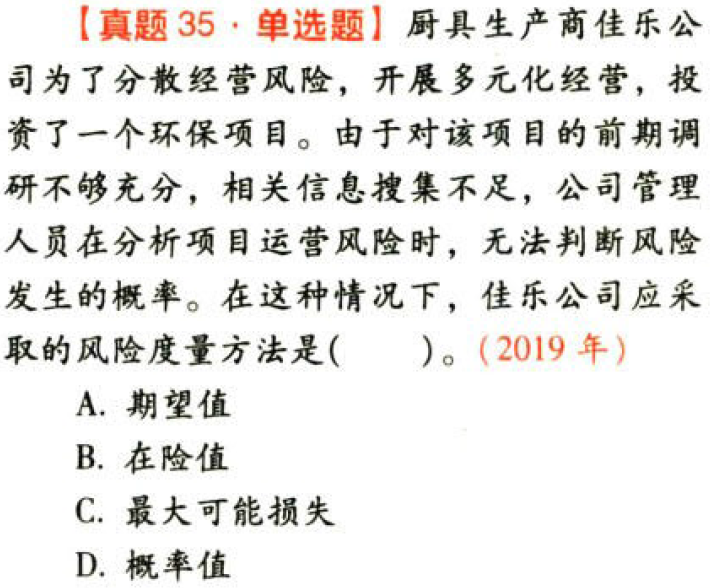 【真题 35·单选题】厨具生产商佳乐公
司为了分散经营风险，开展多元化经营，投
资了一个环保项目。由于对该项目的前期调
研不够充分，相关信息搜集不足，公司管理
人员在分析项目运营风险时，无法判断风险
发生的概率。在这种情况下，佳乐公司应采
取的风险度量方法是(　　)。(2019 年)
A. 期望值
B. 在险值
C. 最大可能损失
D. 概率值